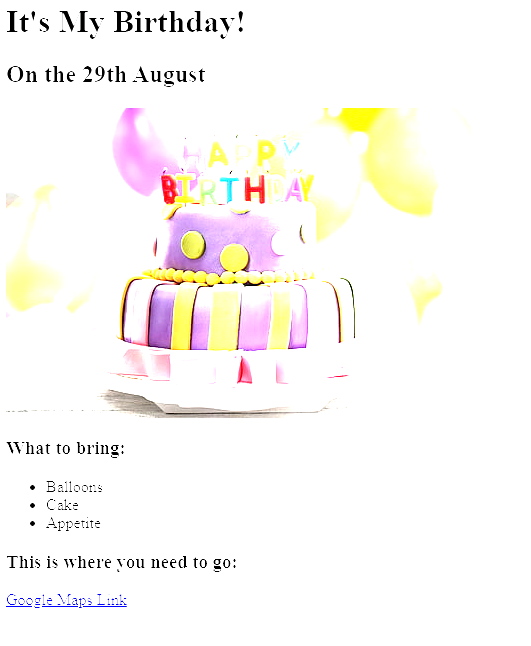 It's My Birthday!
On the 29th August
HAPPY
BIRTHDAY
What to bring:
Balloons
Cake
Appetite
This is where you need to go:
Google Maps Link